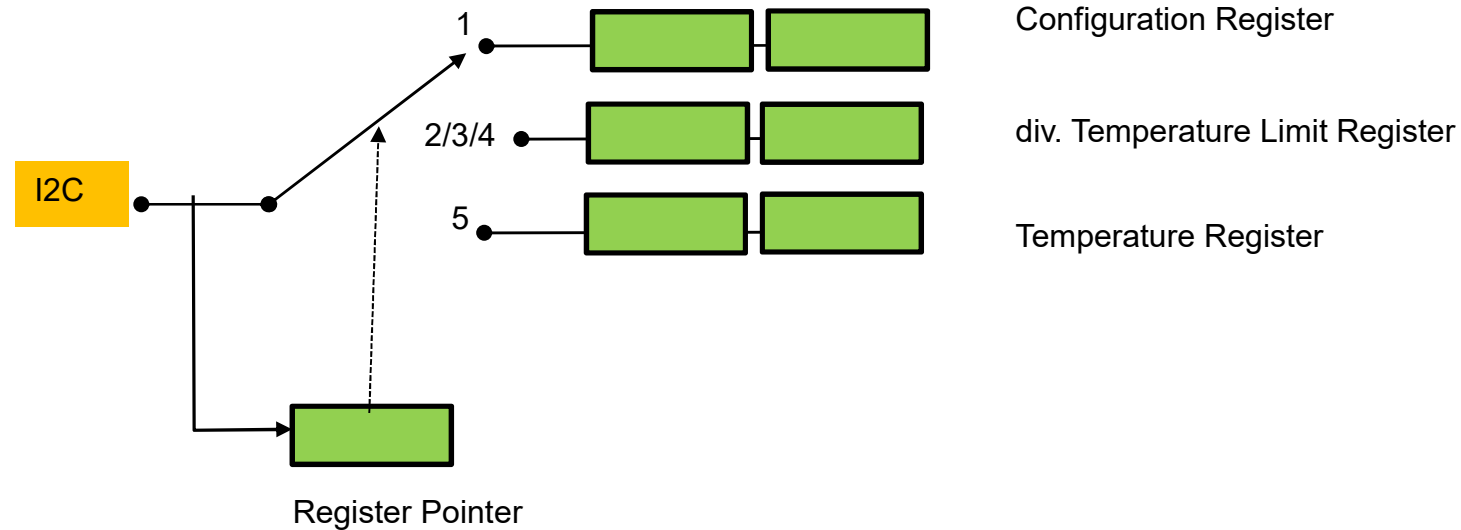 1
Configuration Register
2/3/4
div. Temperature Limit Register
I2C
5
Temperature Register
Register Pointer